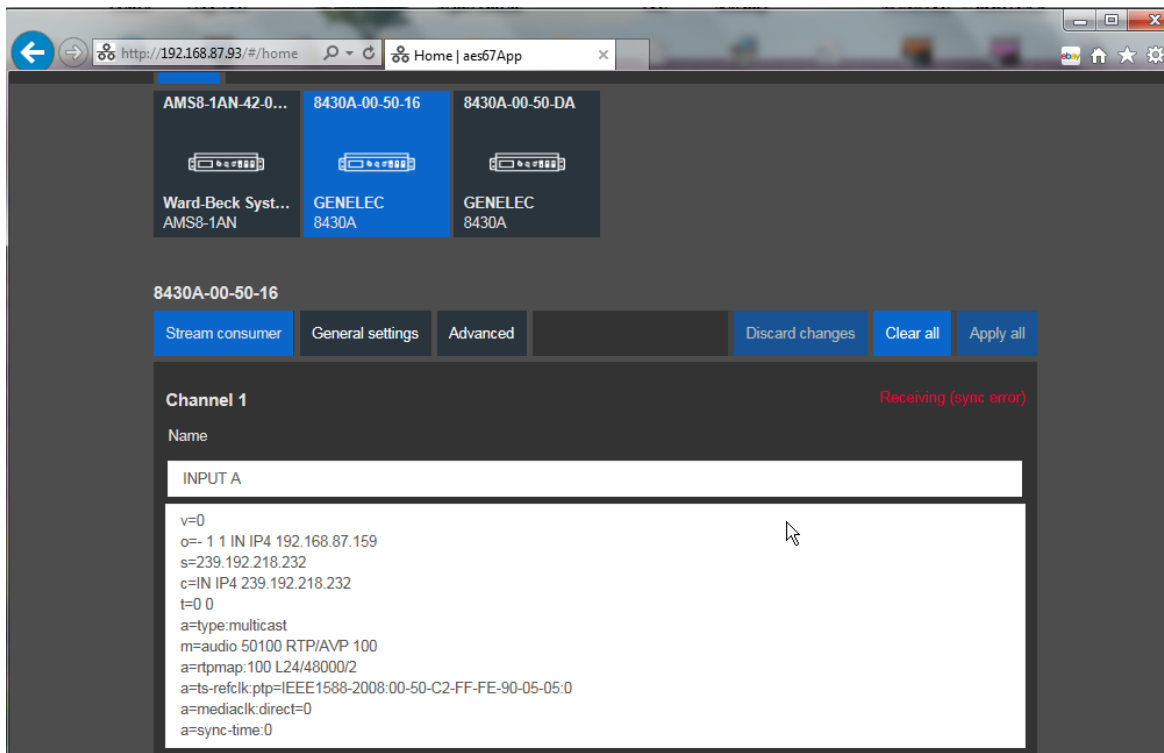 http://192.168.87.93/#/home
Home | aes67App
ebay
AMS8-1AN-42-0...
8430A-00-50-16
8430A-00-50-DA
Ward-Beck Syst...
GENELEC
GENELEC
AMS8-1AN
8430A
8430A
8430A-00-50-16
Stream consumer
General settings
Advanced
Discard changes
Clear all
Apply all
Channel 1
Receiving (sync error)
Name
INPUT A
v=0
o=- 1 1 IN IP4 192.168.87.159
s=239.192.218.232
c=IN IP4 239.192.218.232
t=0 0
a=type:multicast
m=audio 50100 RTP/AVP 100
a=rtpmap:100 L24/48000/2
a=ts-refclk:ptp=IEEE1588-2008:00-50-C2-FF-FE-90-05-05:0
a=mediaclk:direct=0
a=sync-time:0